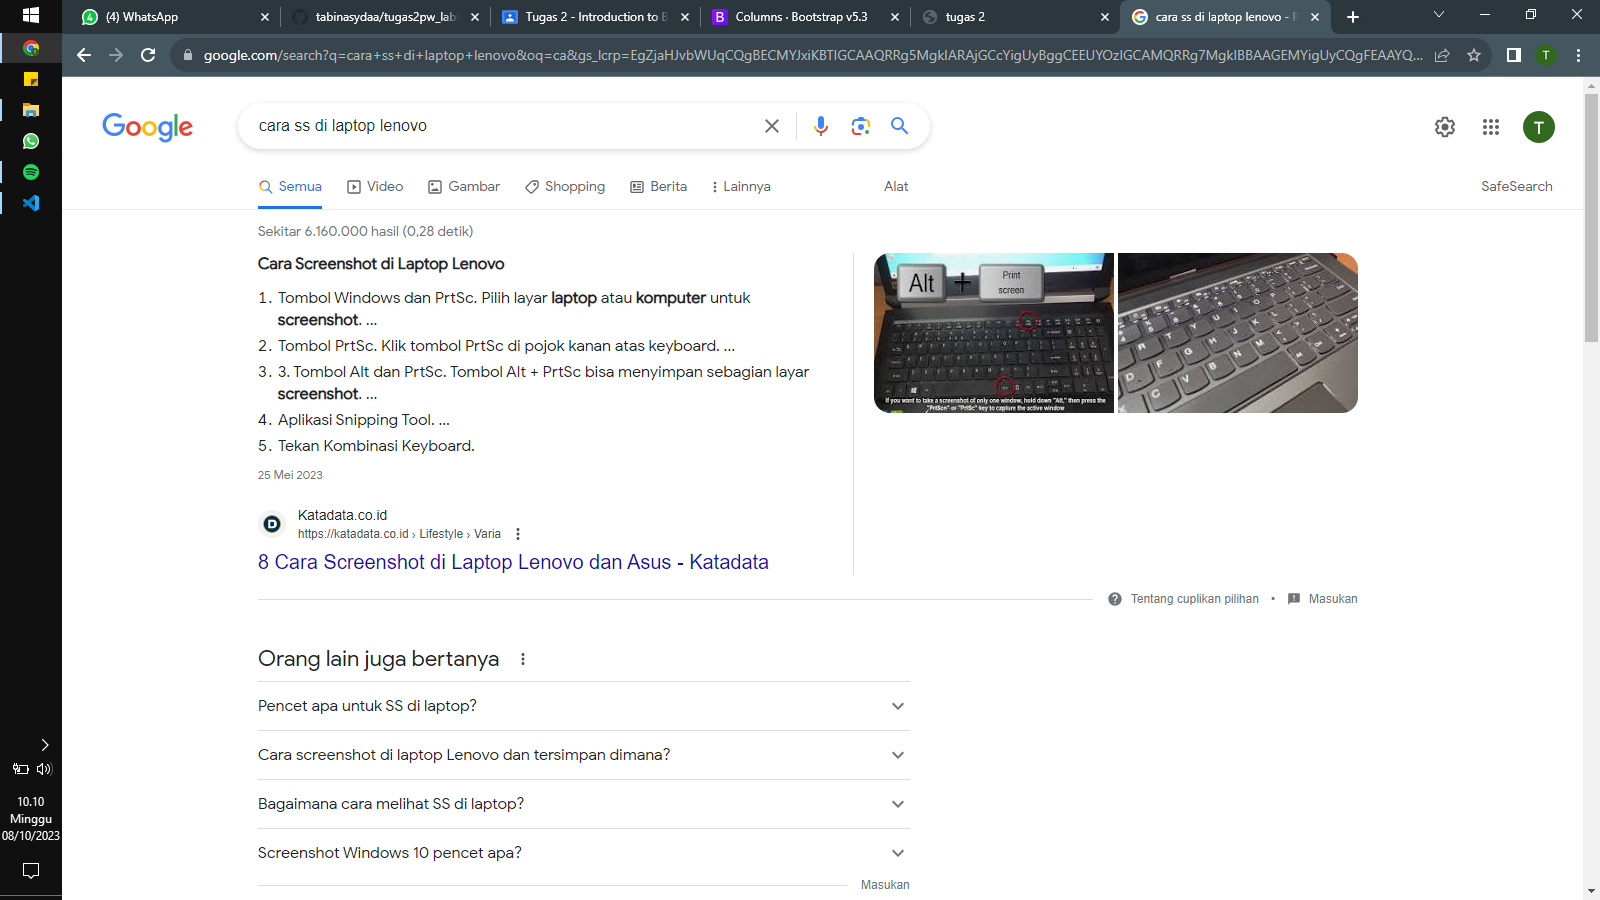 (4) WhatsApp
tabinasydaa/tugas2pw_lab
Tugas 2 - Introduction to B
Columns · Bootstrap v5.3
tugas 2
cara ss di laptop lenovo - P
google.com/search?q=cara+ss+di+laptop+lenovo&oq=ca&gs_lcrp=EgZjaHJvbWUqCQgBECMYJxiKBTIGCAAQRRg5MgkIARAjGCcYigUyBggCEEUYOzIGCAMQRRg7MgkIBBAAGEMYigUyCQgFEAAYQ...
T
Google
cara ss di laptop lenovo
T
Semua
Video
Gambar
Shopping
Berita
Lainnya
Alat
SafeSearch
Sekitar 6.160.000 hasil (0,28 detik)
Cara Screenshot di Laptop Lenovo
1. Tombol Windows dan PrtSc. Pilih layar laptop atau komputer untuk
screenshot. ...
2. Tombol PrtSc. Klik tombol PrtSc di pojok kanan atas keyboard. ...
3. 3. Tombol Alt dan PrtSc. Tombol Alt + PrtSc bisa menyimpan sebagian layar
screenshot. ...
4. Aplikasi Snipping Tool. ...
5. Tekan Kombinasi Keyboard.
25 Mei 2023
Alt + Print
screen
If you want to take a screenshot of only one window, hold down "Alt," then press the
"PrtScn" or "PrtSc" key to capture the active window
Katadata.co.id
https://katadata.co.id › Lifestyle › Varia
8 Cara Screenshot di Laptop Lenovo dan Asus - Katadata
Tentang cuplikan pilihan
•
Masukan
Orang lain juga bertanya
Pencet apa untuk SS di laptop?
Cara screenshot di laptop Lenovo dan tersimpan dimana?
Bagaimana cara melihat SS di laptop?
Screenshot Windows 10 pencet apa?
Masukan
10.10
Minggu
08/10/2023